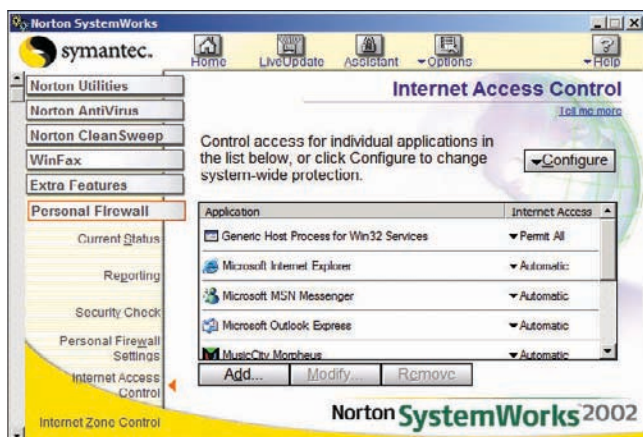 Norton SystemWorks
symantec.
Home
LiveUpdate
Assistant
Options
Help
Norton Utilities
Norton AntiVirus
Norton CleanSweep
WinFax
Extra Features
Personal Firewall
Current Status
Reporting
Security Check
Personal Firewall
Settings
Internet Access
Control
Internet Zone Control
Internet Access Control
Tell me more
Control access for individual applications in
the list below, or click Configure to change
system-wide protection.
Configure
Application Internet Access
Generic Host Process for Win32 Services Permit All
Microsoft Internet Explorer Automatic
Microsoft MSN Messenger Automatic
Microsoft Outlook Express Automatic
MusicCity Morpheus Automatic
Add... Modify... Remove
Norton SystemWorks 2002